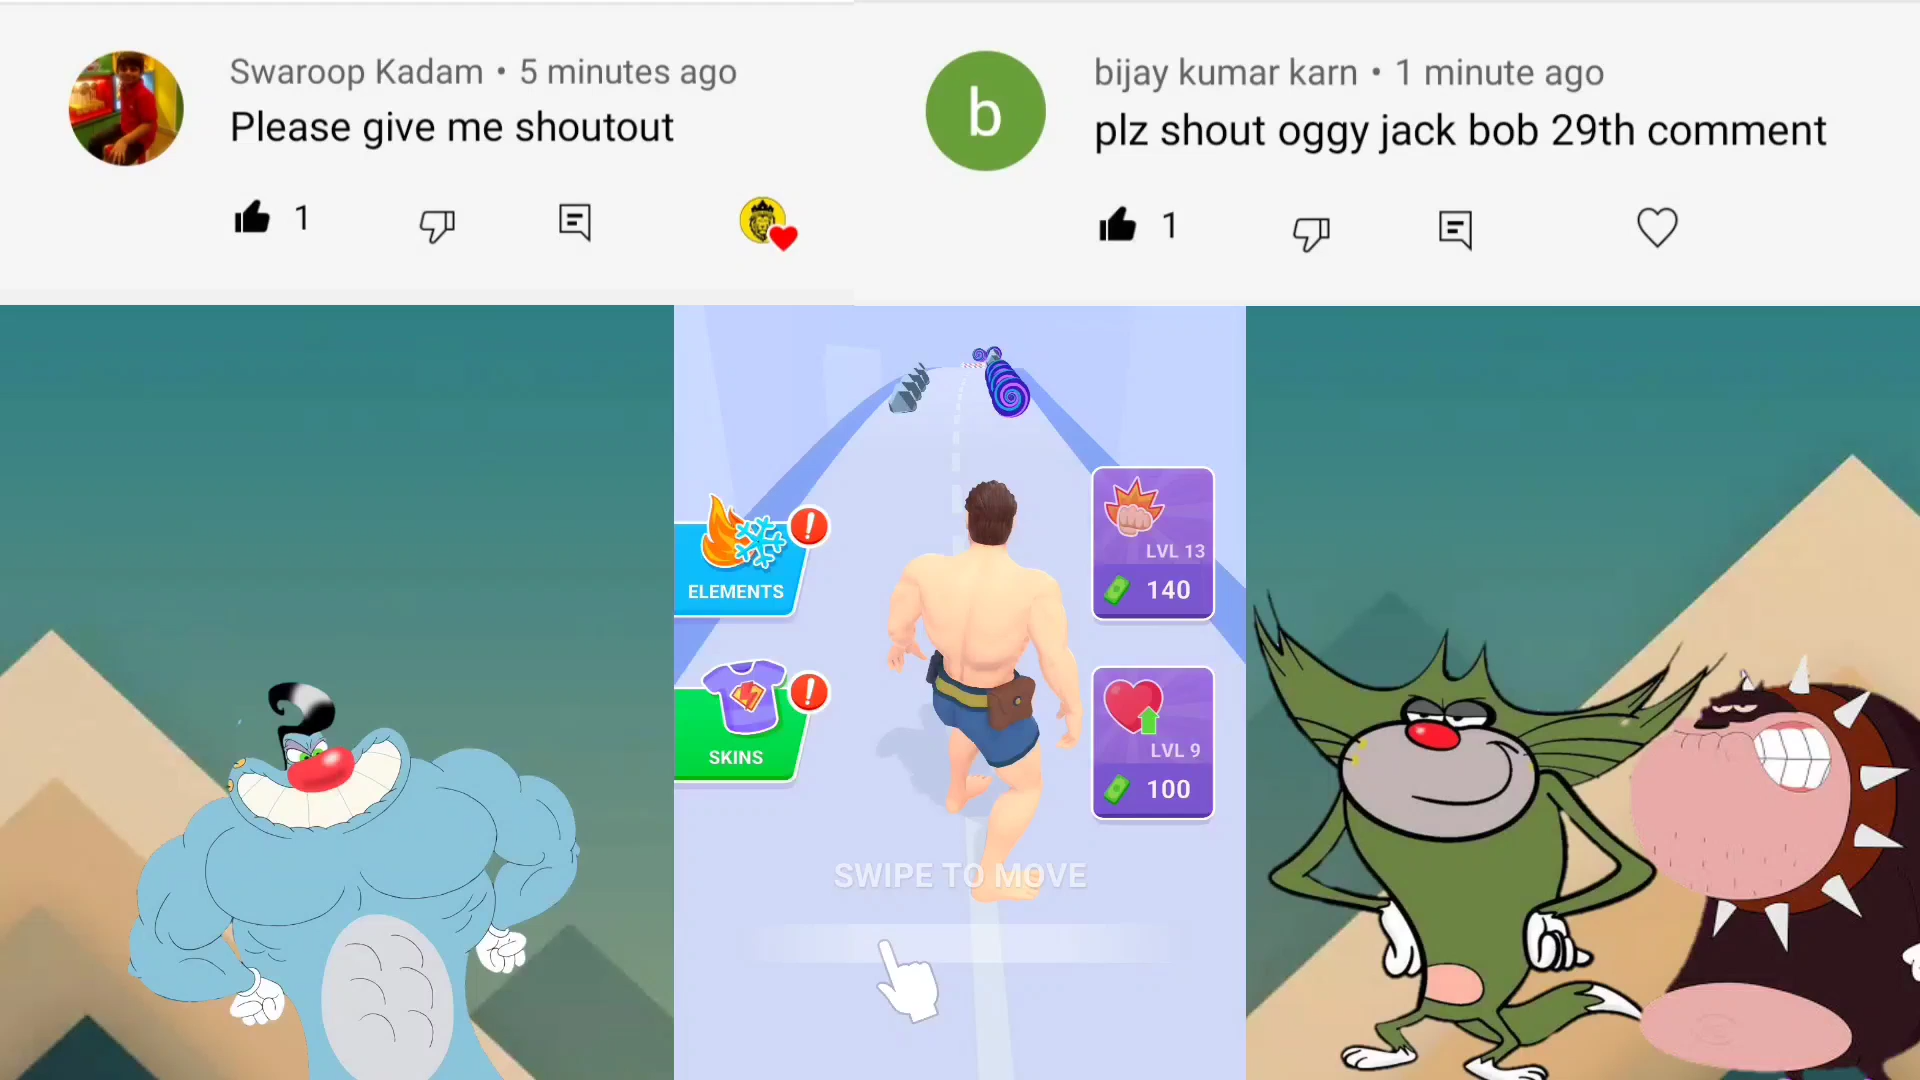 Swaroop Kadam • 5 minutes ago
Please give me shoutout
1
bijay kumar karn • 1 minute ago
b
plz shout oggy jack bob 29th comment
1
ELEMENTS
!
SKINS
!
LVL 13
140
LVL 9
100
SWIPE TO MOVE